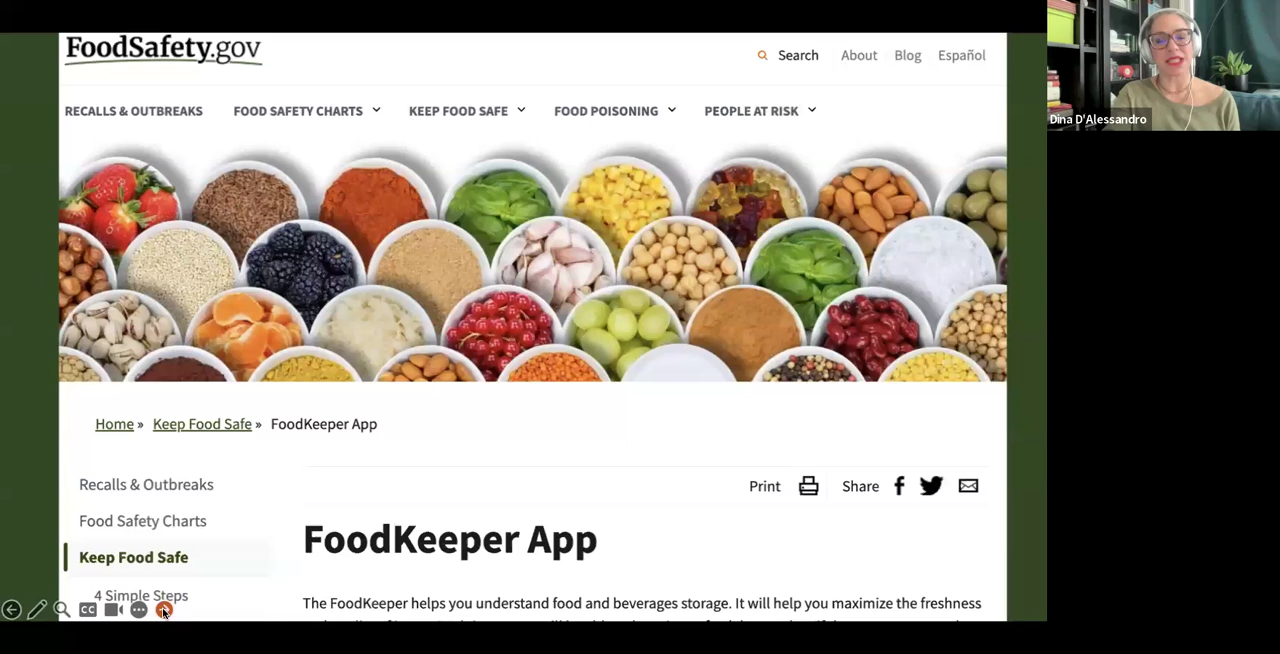 FoodSafety.gov
Search About Blog Español
RECALLS & OUTBREAKS FOOD SAFETY CHARTS KEEP FOOD SAFE FOOD POISONING PEOPLE AT RISK
Dina D'Alessandro
Home » Keep Food Safe » FoodKeeper App
Recalls & Outbreaks
Print Share
Food Safety Charts
FoodKeeper App
Keep Food Safe
4 Simple Steps
CC
The FoodKeeper helps you understand food and beverages storage. It will help you maximize the freshness